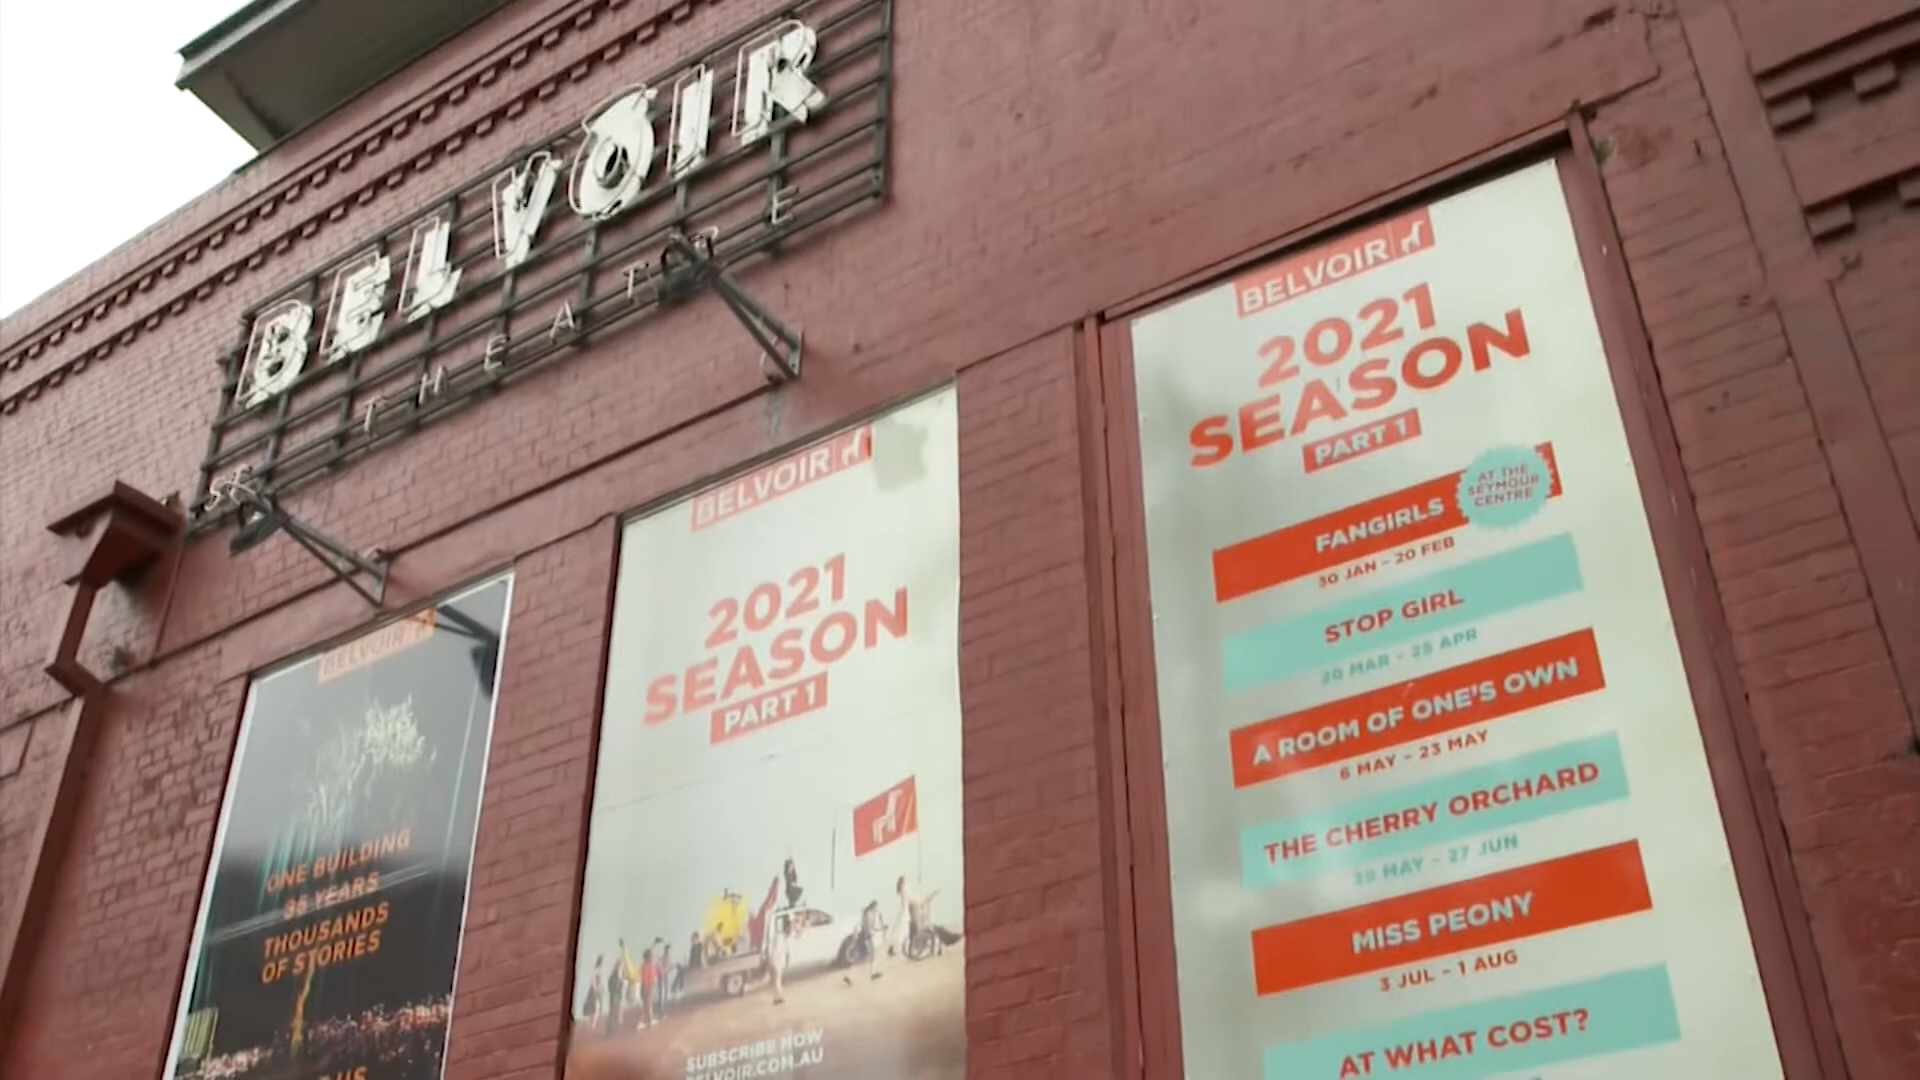 BELVOIR
THEATRE
BELVOIR
ONE BUILDING
35 YEARS
THOUSANDS
OF STORIES
BELVOIR
2021
SEASON
PART 1
SUBSCRIBE NOW
BELVOIR.COM.AU
BELVOIR
2021
SEASON
PART 1
FANGIRLS
AT THE
SEYMOUR
CENTRE
30 JAN – 20 FEB
STOP GIRL
20 MAR – 25 APR
A ROOM OF ONE'S OWN
6 MAY – 23 MAY
THE CHERRY ORCHARD
29 MAY – 27 JUN
MISS PEONY
3 JUL – 1 AUG
AT WHAT COST?